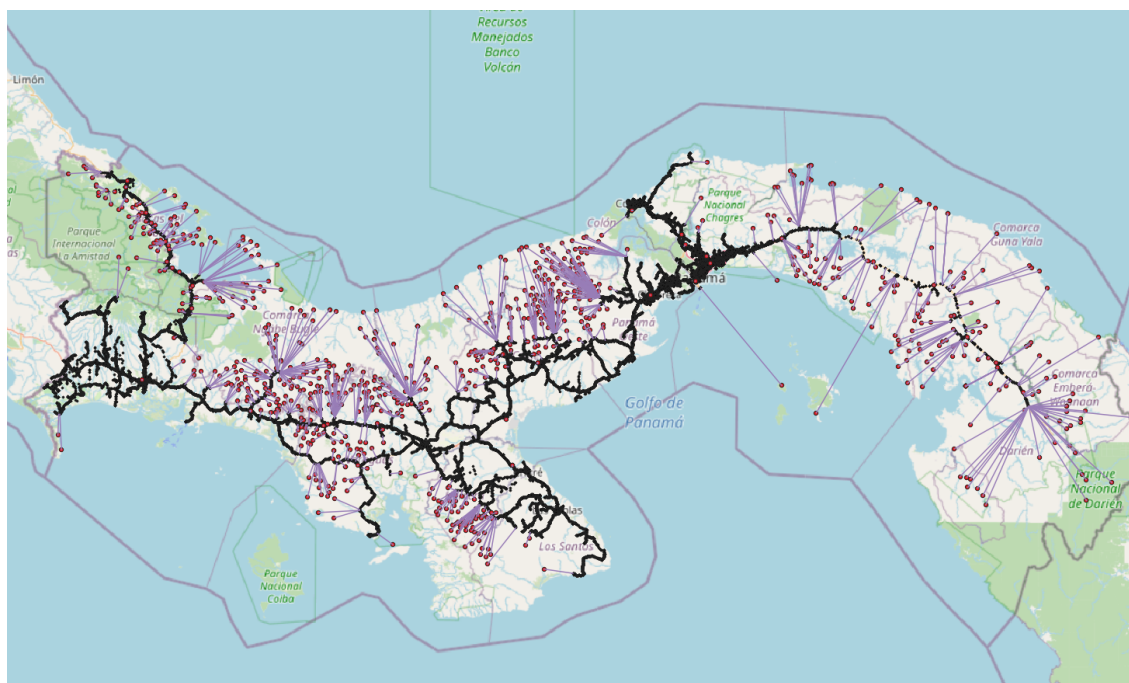 Recursos
Manejados
Banco
Volcán
Limón
Parque
Nacional
Chagres
Colón
Parque
Internacional
La Amistad
Comarca
Guna Yala
Panamá
Golfo de
Panamá
Comarca
Emberá
Darién
Parque
Nacional
de Darién
Los Santos
Parque
Nacional
Coiba